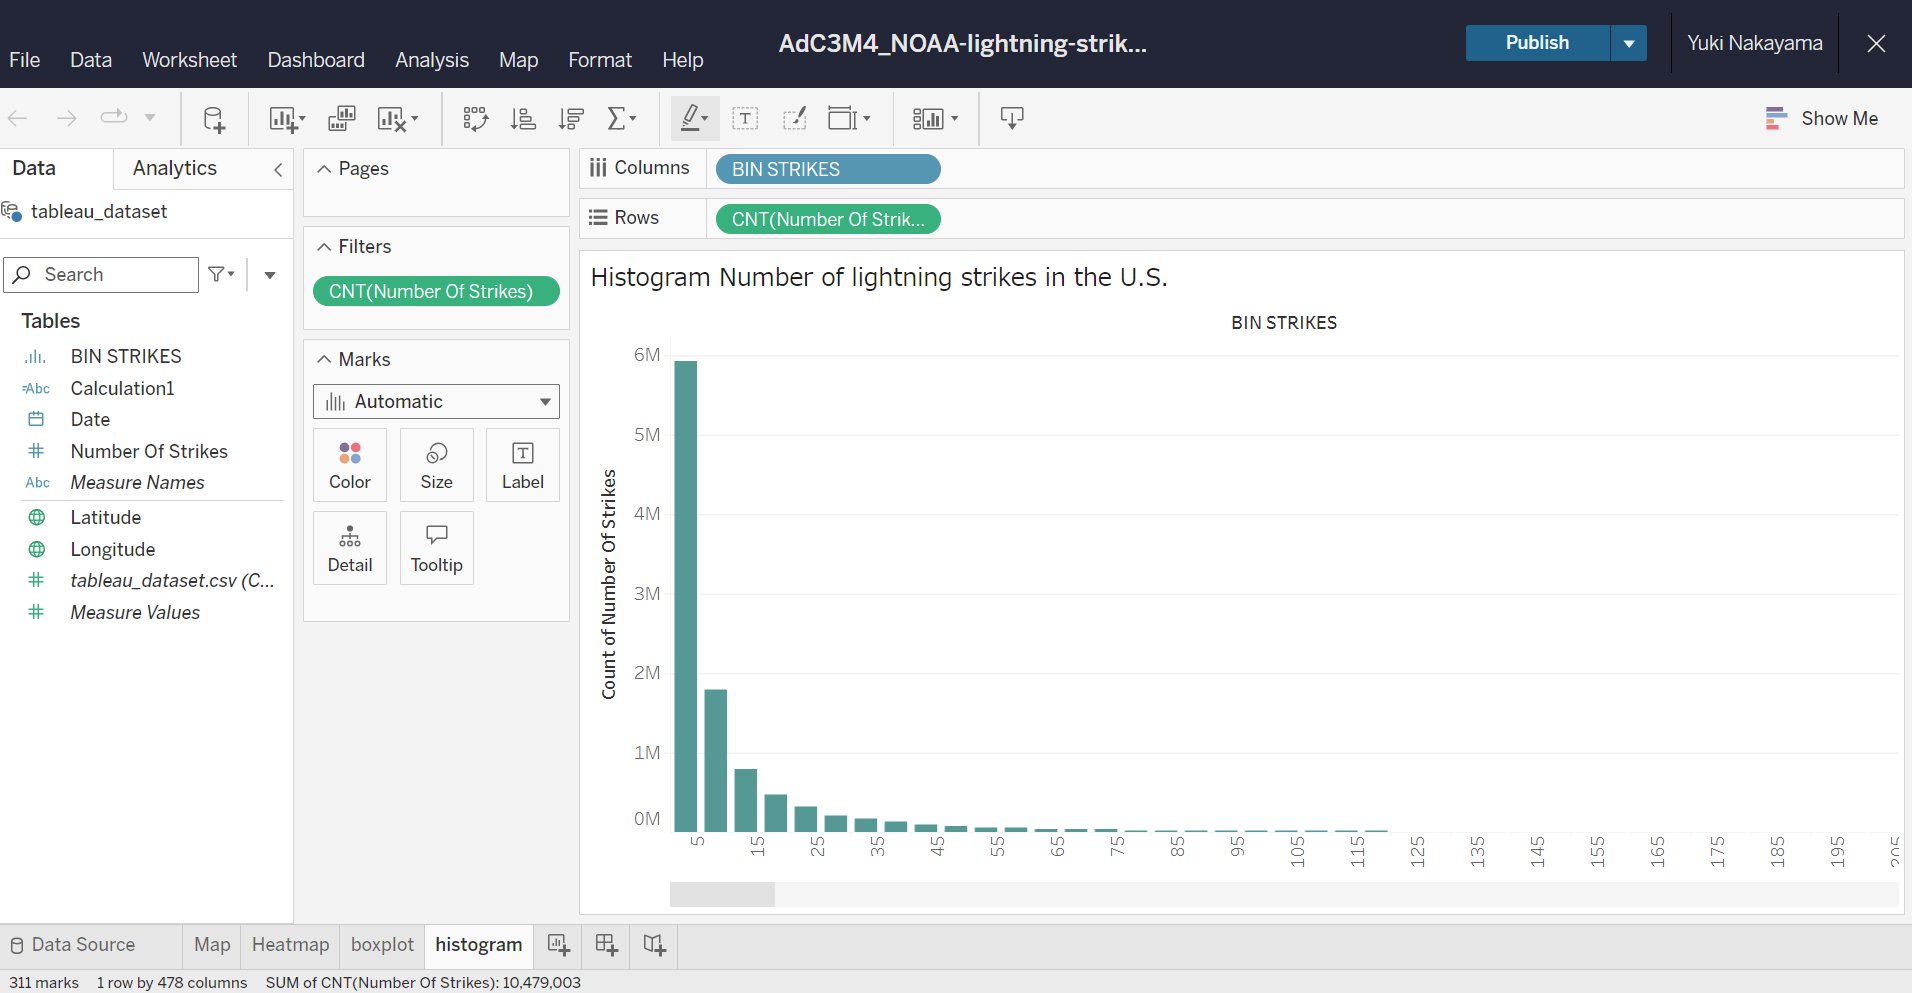 AdC3M4_NOAA-lightning-strik...
Publish
Yuki Nakayama
File Data Worksheet Dashboard Analysis Map Format Help
Show Me
Data Analytics
tableau_dataset
Search
Tables
BIN STRIKES
Abc Calculation1
Date
Number Of Strikes
Abc Measure Names
Latitude
Longitude
tableau_dataset.csv (C...
Measure Values
Pages
Filters
CNT(Number Of Strikes)
Marks
Automatic
Color Size Label
Detail Tooltip
Columns BIN STRIKES
Rows CNT(Number Of Strik...
Histogram Number of lightning strikes in the U.S.
BIN STRIKES
Count of Number Of Strikes
6M
5M
4M
3M
2M
1M
0M
5 15 25 35 45 55 65 75 85 95 105 115 125 135 145 155 165 175 185 195 205
Data Source Map Heatmap boxplot histogram
311 marks 1 row by 478 columns SUM of CNT(Number Of Strikes): 10,479,003